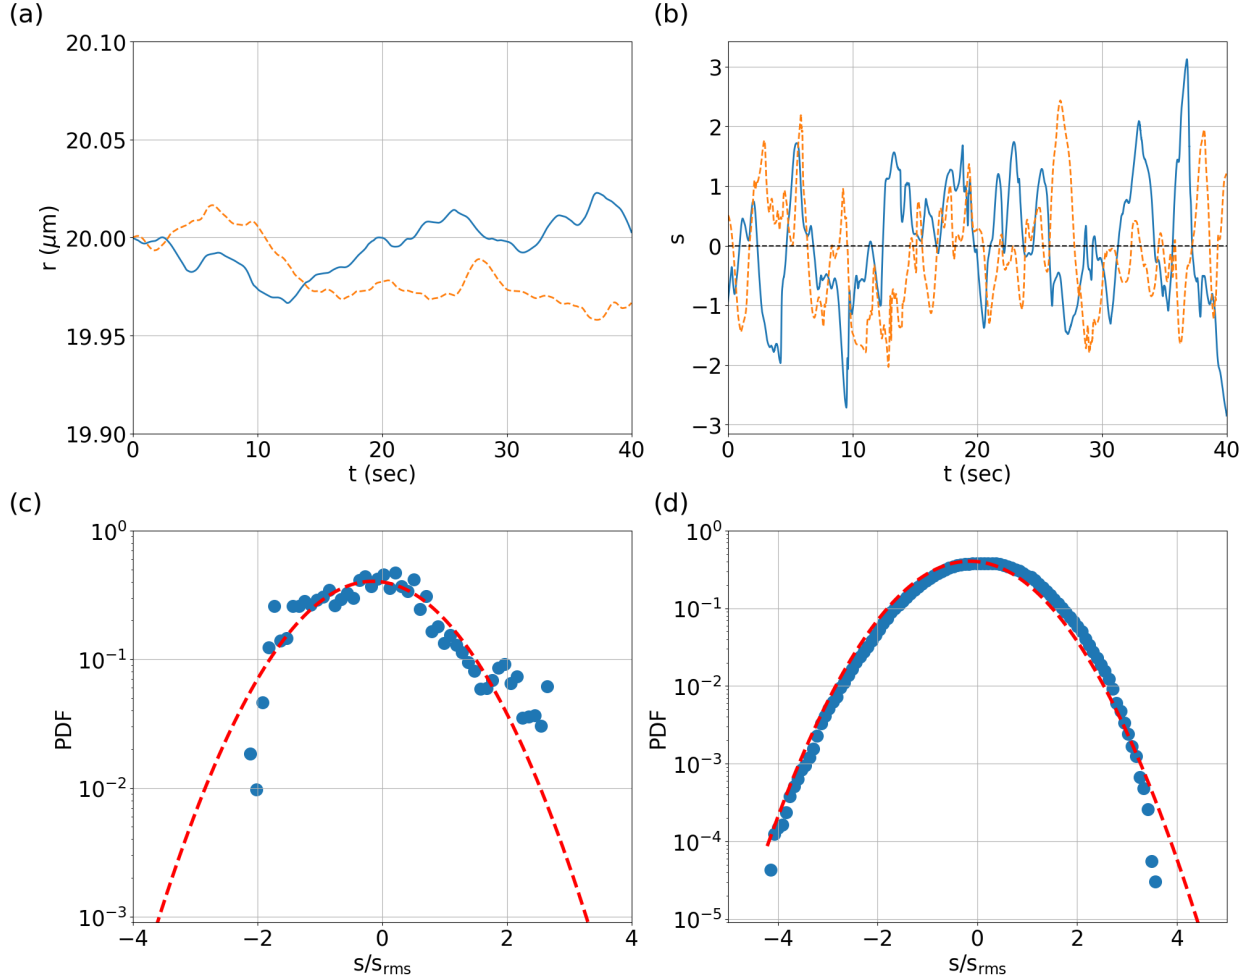 (a)
20.10
20.05
20.00
19.95
19.90
r (μm)
0 10 20 30 40
t (sec)
(b)
3
2
1
0
−1
−2
−3
s
0 10 20 30 40
t (sec)
(c)
10⁰
10⁻¹
10⁻²
10⁻³
PDF
−4 −2 0 2 4
s/s_rms
(d)
10⁰
10⁻¹
10⁻²
10⁻³
10⁻⁴
10⁻⁵
PDF
−4 −2 0 2 4
s/s_rms